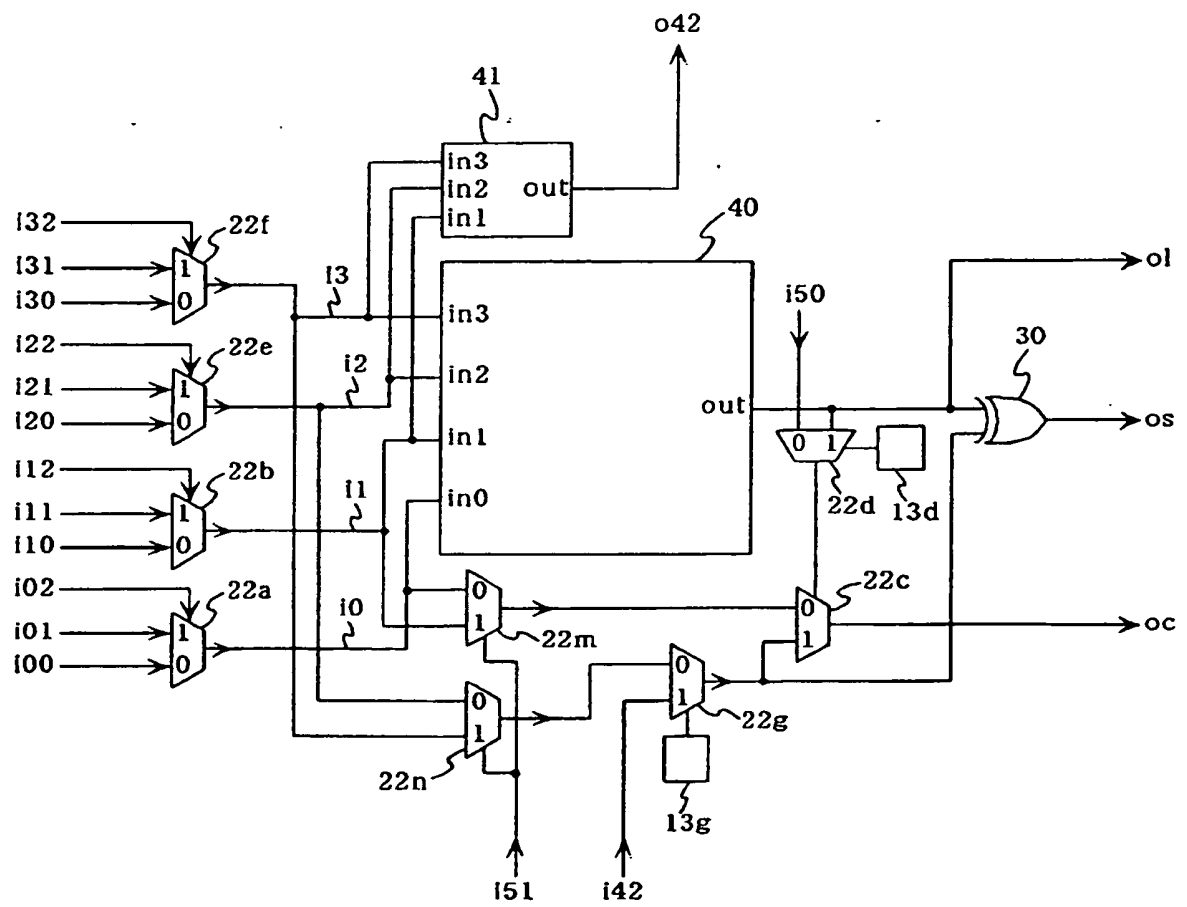 o42
41
in3
in2
out
in1
i32
22f
i31
1
i30
0
i3
40
in3
i50
ol
i22
22e
i21
1
i20
0
i2
in2
out
30
os
0
1
22d
13d
i12
22b
i11
1
i10
0
i1
in1
in0
i02
22a
i01
1
i00
0
i0
0
1
22m
22c
0
1
oc
0
1
22n
0
1
22g
13g
i51
i42